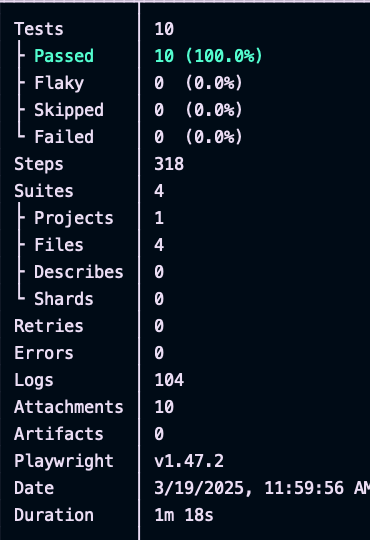 Tests 10
├ Passed 10 (100.0%)
├ Flaky 0 (0.0%)
├ Skipped 0 (0.0%)
└ Failed 0 (0.0%)
Steps 318
Suites 4
├ Projects 1
├ Files 4
├ Describes 0
└ Shards 0
Retries 0
Errors 0
Logs 104
Attachments 10
Artifacts 0
Playwright v1.47.2
Date 3/19/2025, 11:59:56 AM
Duration 1m 18s